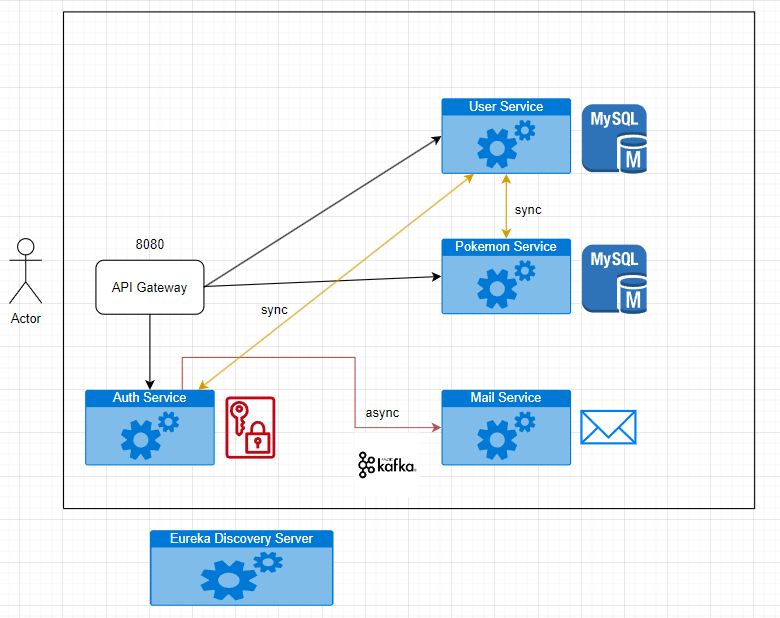 User Service
MySQL
M
sync
8080
Pokemon Service
MySQL
M
API Gateway
Actor
sync
Auth Service
Mail Service
async
kafka
Eureka Discovery Server